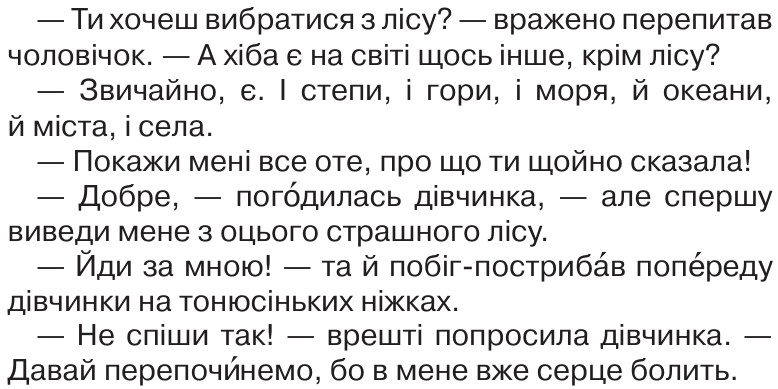 — Ти хочеш вибратися з лісу? — вражено перепитав
чоловічок. — А хіба є на світі щось інше, крім лісу?
— Звичайно, є. І степи, і гори, і моря, й океани,
й міста, і села.
— Покажи мені все оте, про що ти щойно сказала!
— Добре, — пого́дилась дівчинка, — але спершу
виведи мене з оцього страшного лісу.
— Йди за мною! — та й побіг-пострибáв попéреду
дівчинки на тонюсіньких ніжках.
— Не спіши так! — врешті попросила дівчинка. —
Давай перепочи́немо, бо в мене вже серце болить.